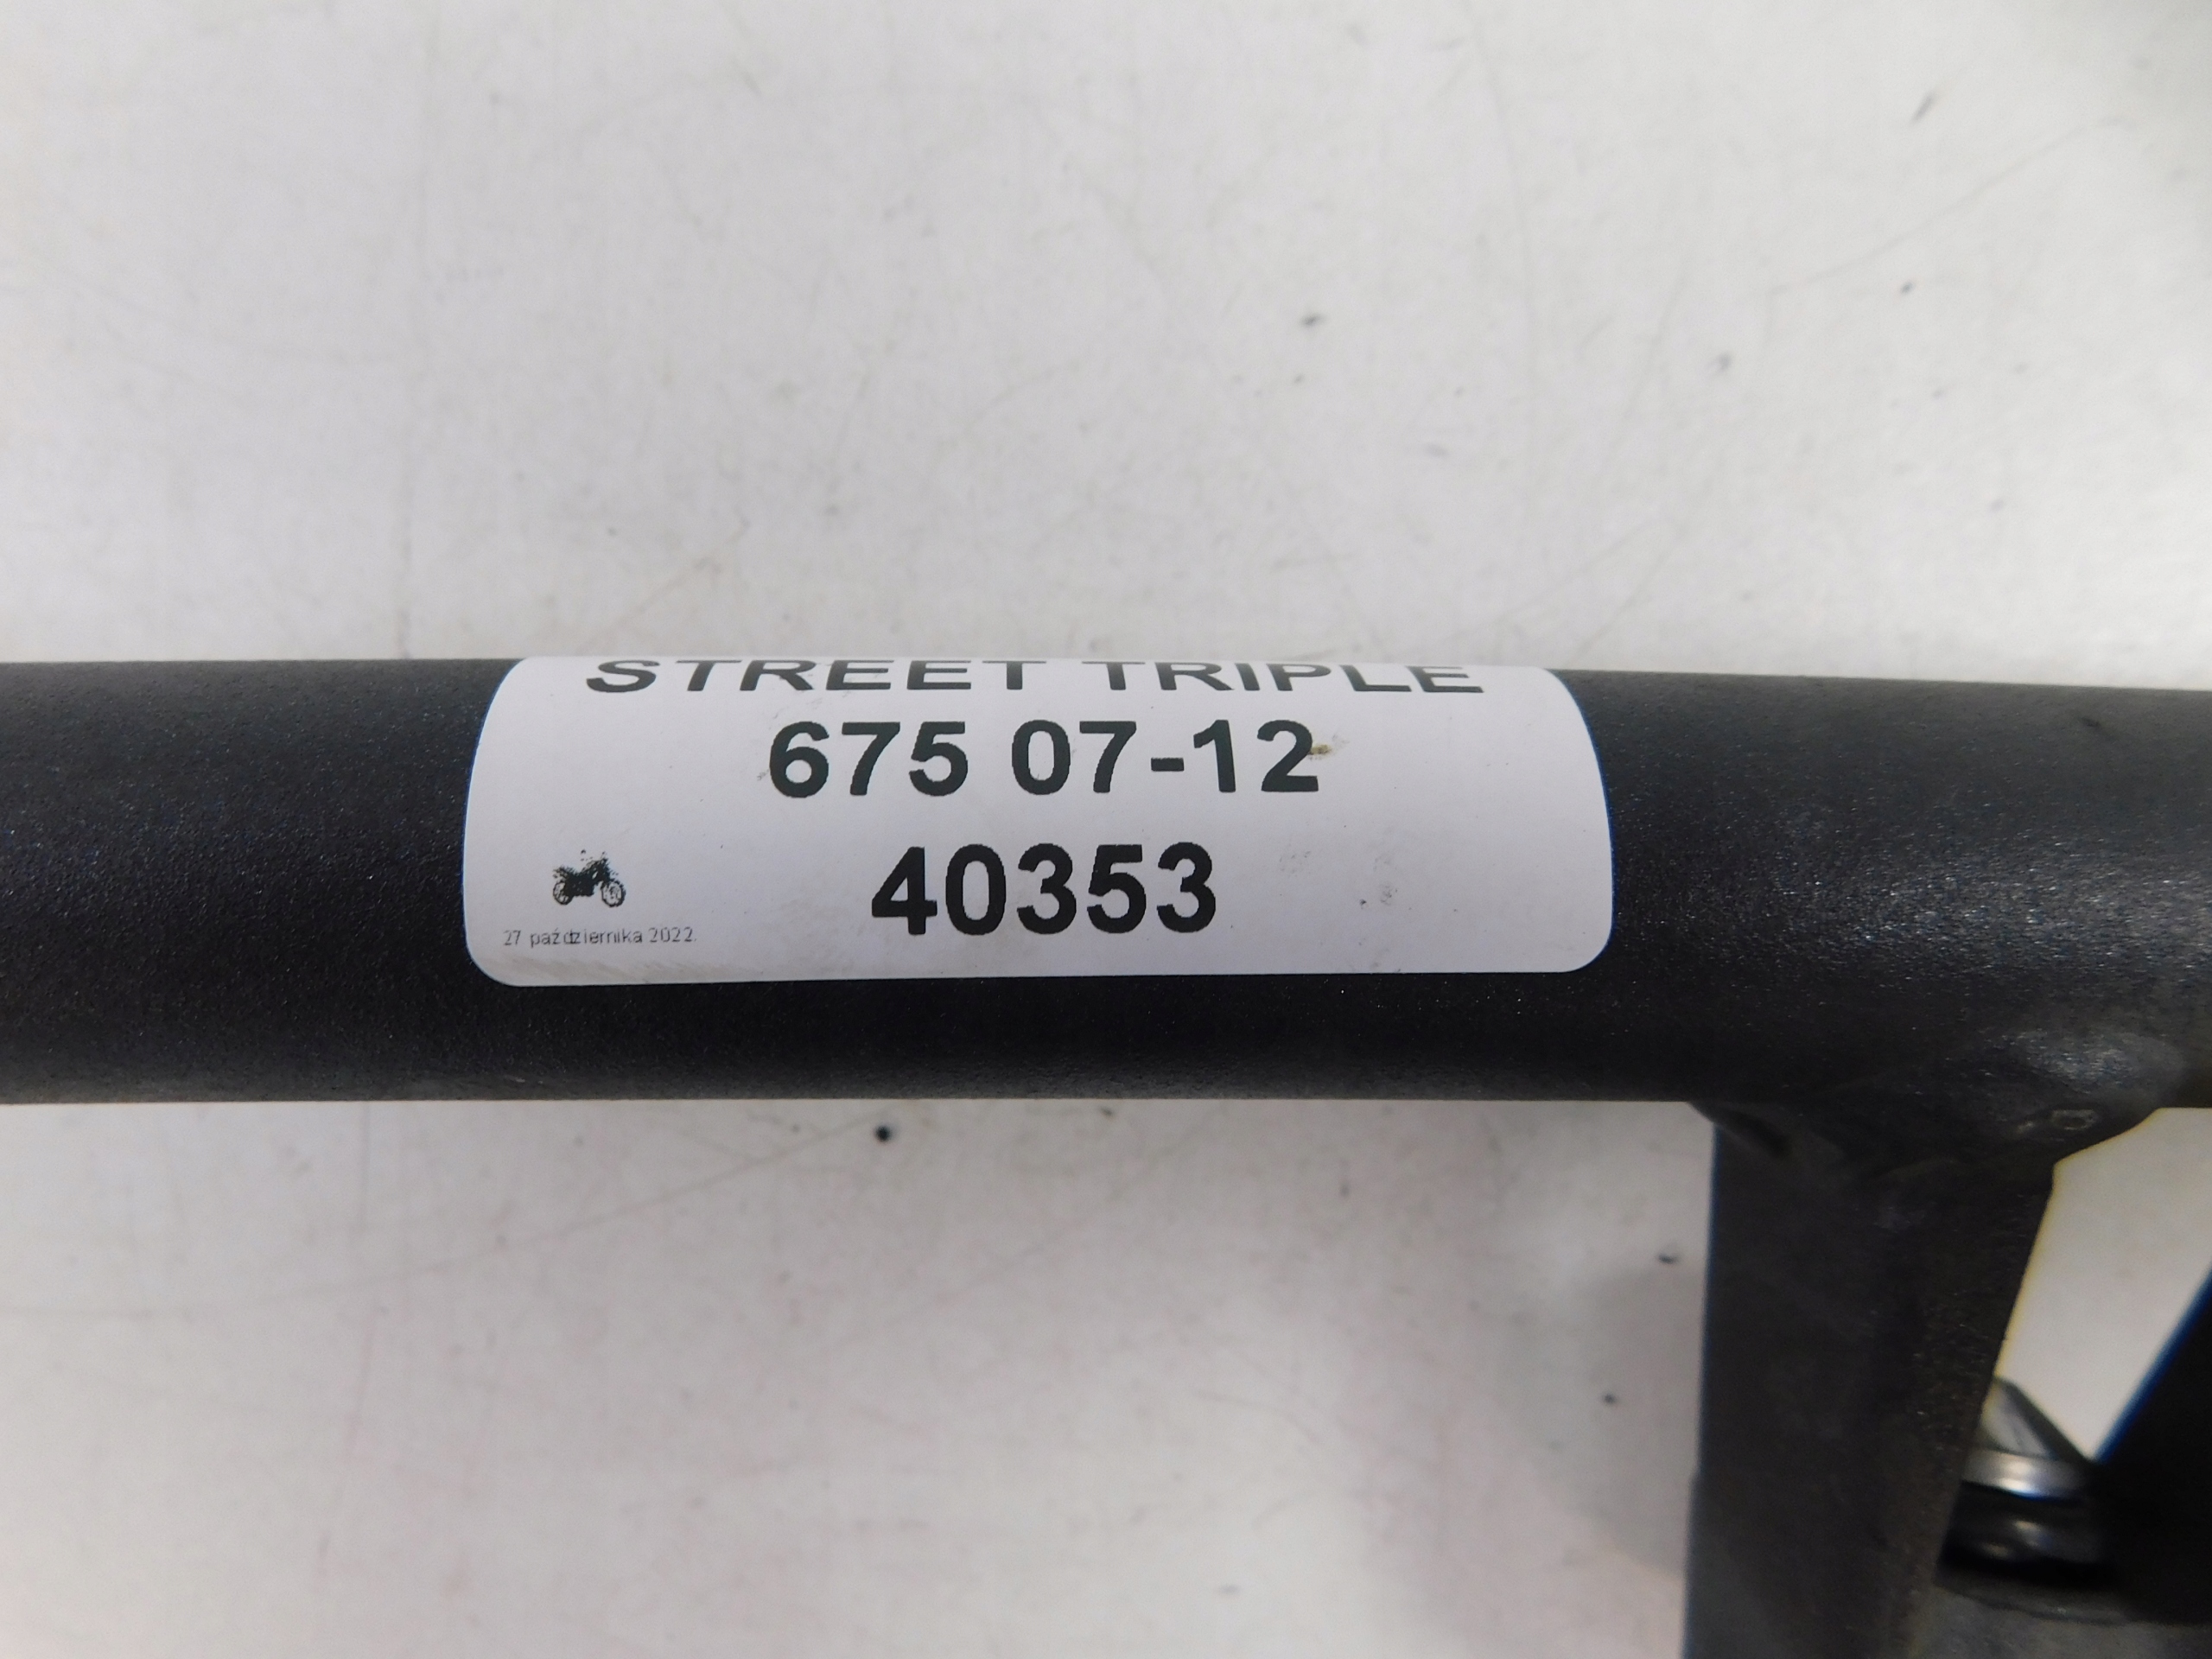 STREET TRIPLE
675 07-12
40353
27 października 2022.